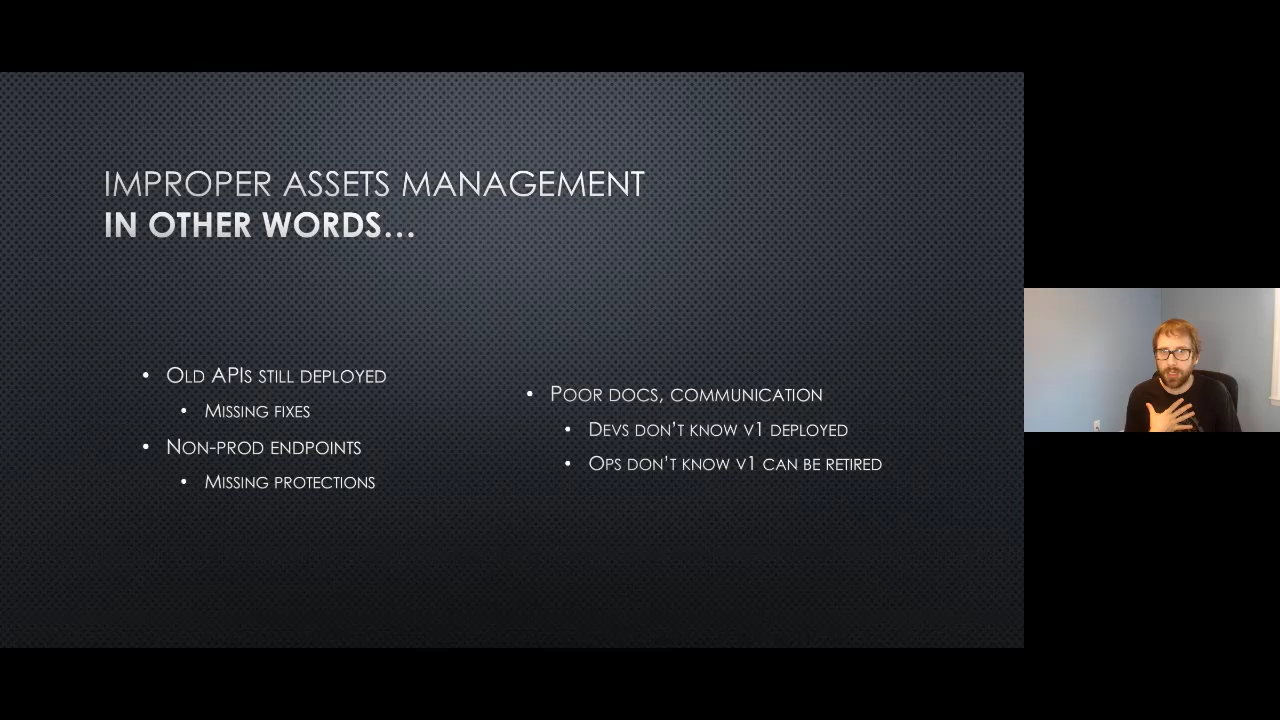 IMPROPER ASSETS MANAGEMENT
IN OTHER WORDS...
• OLD APIS STILL DEPLOYED
• MISSING FIXES
• NON-PROD ENDPOINTS
• MISSING PROTECTIONS
• POOR DOCS, COMMUNICATION
• DEVS DON'T KNOW V1 DEPLOYED
• OPS DON'T KNOW V1 CAN BE RETIRED